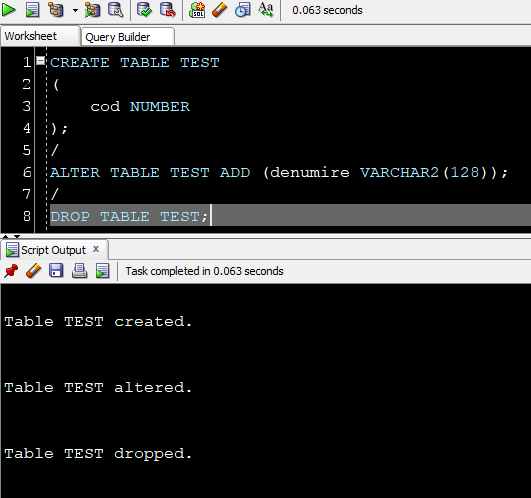 0.063 seconds
Worksheet Query Builder
1 CREATE TABLE TEST
2 (
3 cod NUMBER
4 );
5 /
6 ALTER TABLE TEST ADD (denumire VARCHAR2(128));
7 /
8 DROP TABLE TEST;
Script Output x
Task completed in 0.063 seconds
Table TEST created.
Table TEST altered.
Table TEST dropped.